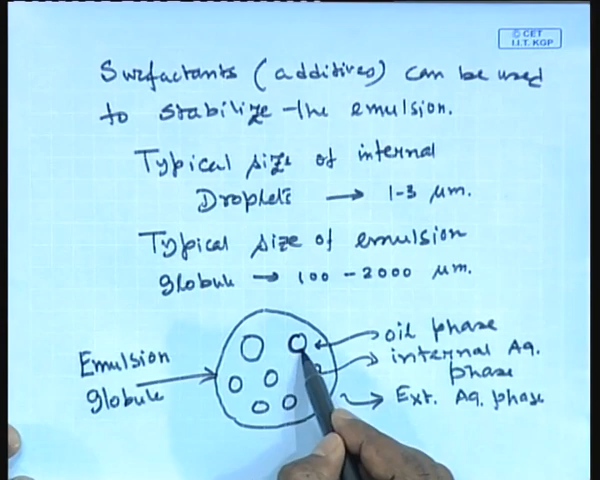 © CET
I.I.T. KGP
Surfactants (additives) can be used
to stabilize the emulsion.
Typical size of internal
Droplets → 1-3 μm.
Typical size of emulsion
globule → 100 - 2000 μm.
Emulsion
globule
oil phase
internal Aq.
phase
Ext. Aq. phase